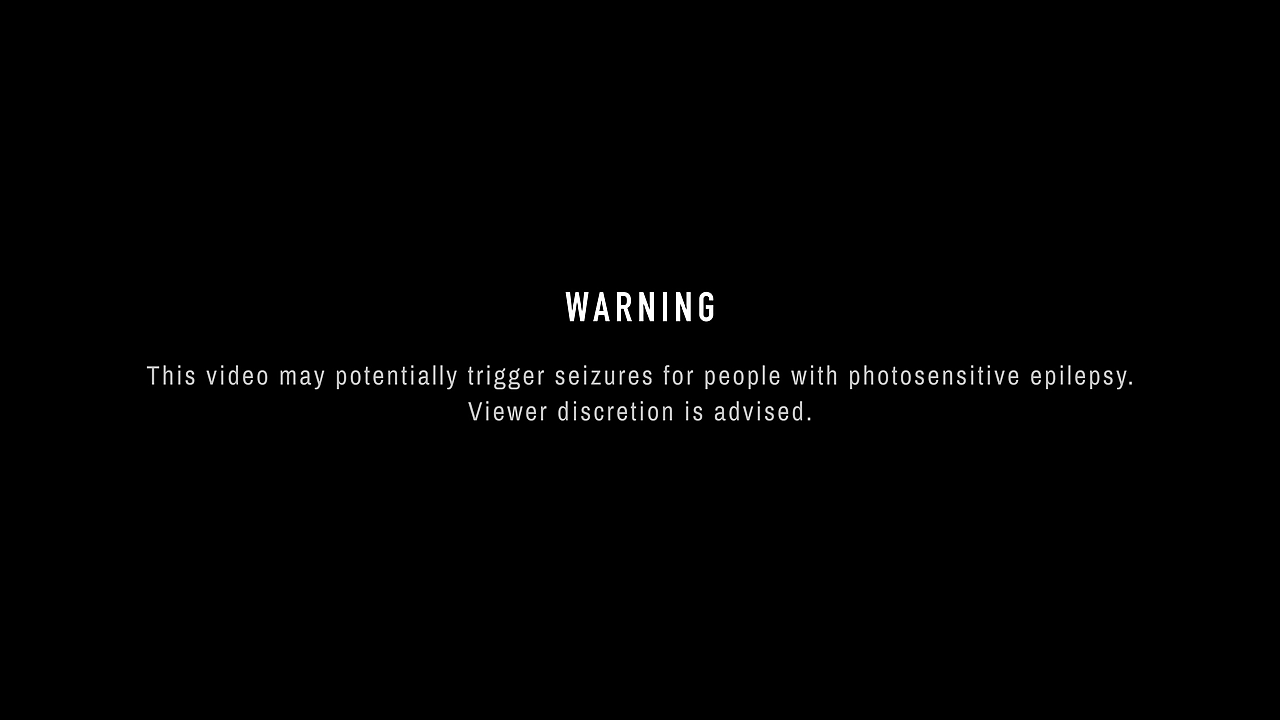 WARNING
This video may potentially trigger seizures for people with photosensitive epilepsy.
Viewer discretion is advised.